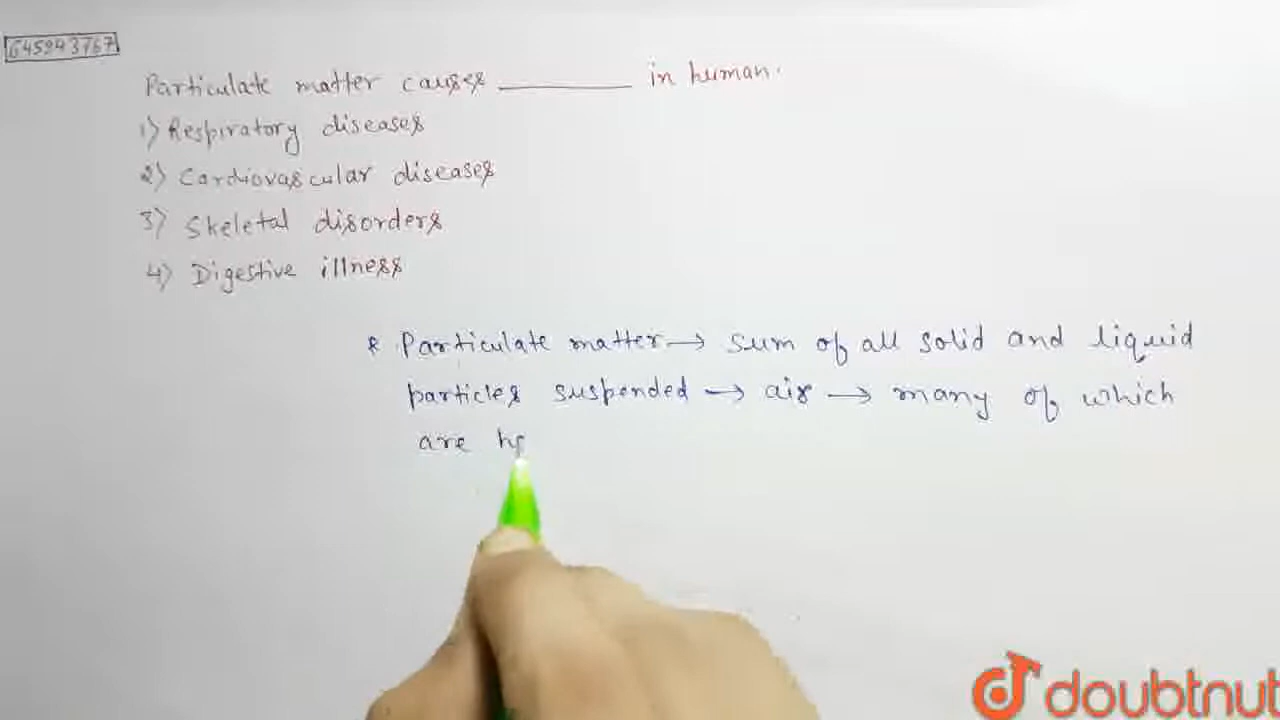 645943767
Particulate matter causes ________ in human.
1) Respiratory diseases
2) Cardiovascular diseases
3) Skeletal disorders
4) Digestive illness
* Particulate matter → sum of all solid and liquid
particles suspended → air → many of which
are
doubtnut